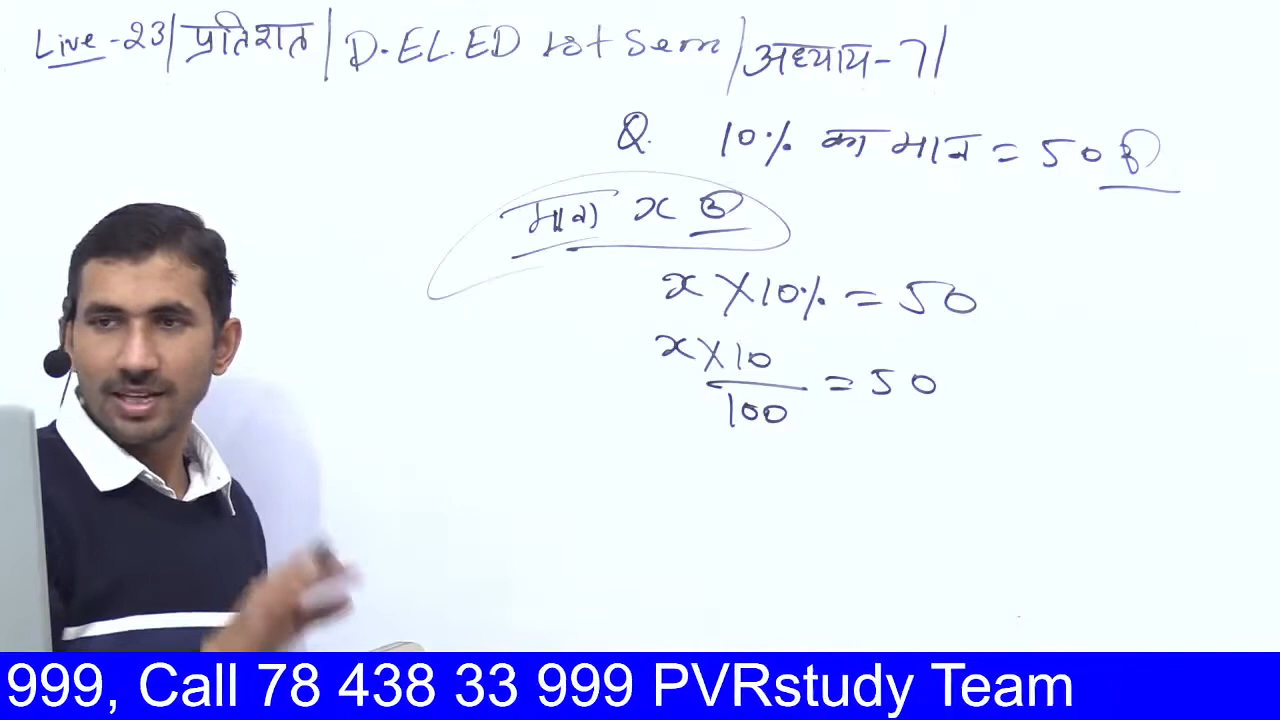 Live-23| प्रतिशत | D.EL.ED 1st Sem | अध्याय-7|
Q. 10% का मान = 50 रु
माना x रु
x × 10% = 50
x × 10
100 = 50
999, Call 78 438 33 999 PVRstudy Team